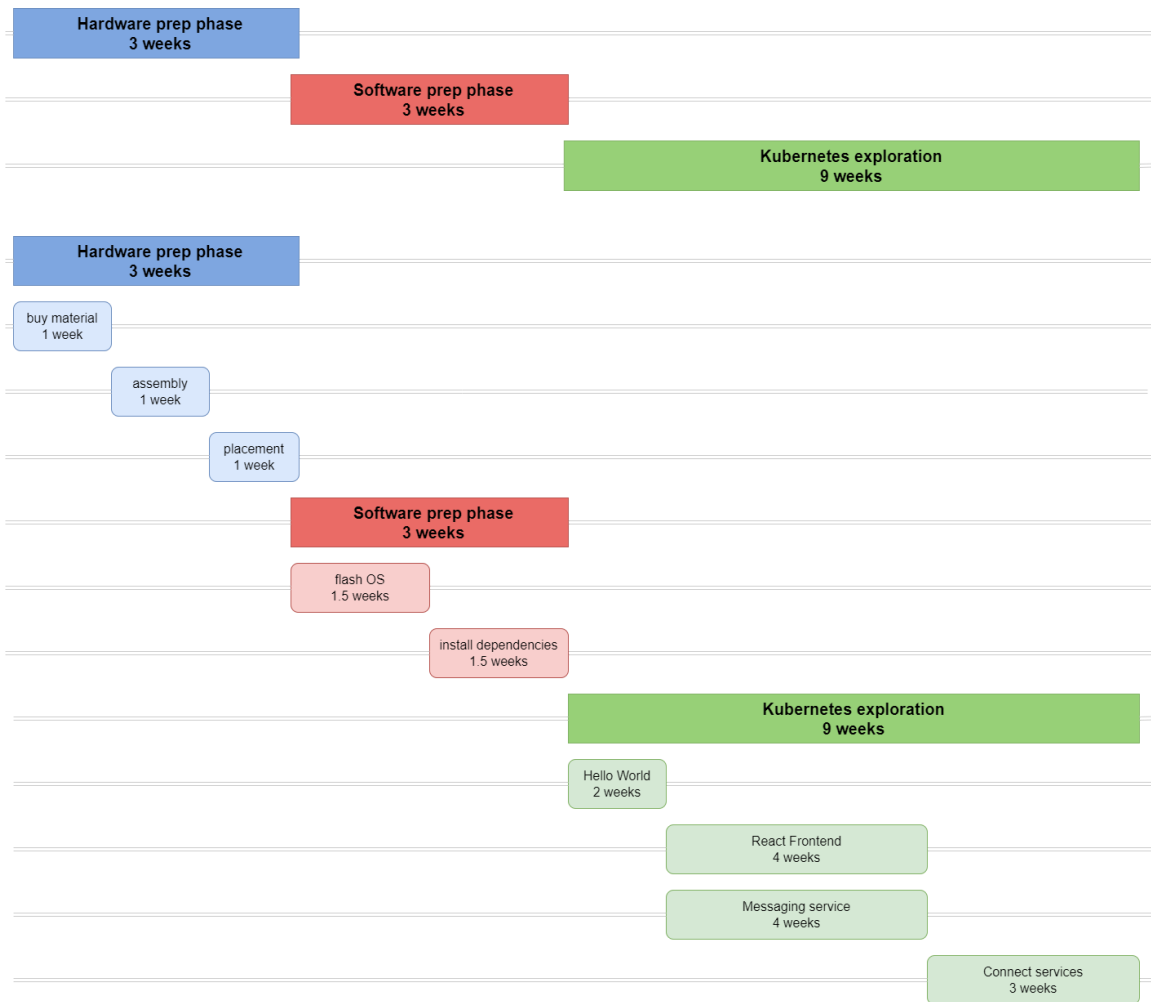 Hardware prep phase
3 weeks
Software prep phase
3 weeks
Kubernetes exploration
9 weeks
Hardware prep phase
3 weeks
buy material
1 week
assembly
1 week
placement
1 week
Software prep phase
3 weeks
flash OS
1.5 weeks
install dependencies
1.5 weeks
Kubernetes exploration
9 weeks
Hello World
2 weeks
React Frontend
4 weeks
Messaging service
4 weeks
Connect services
3 weeks